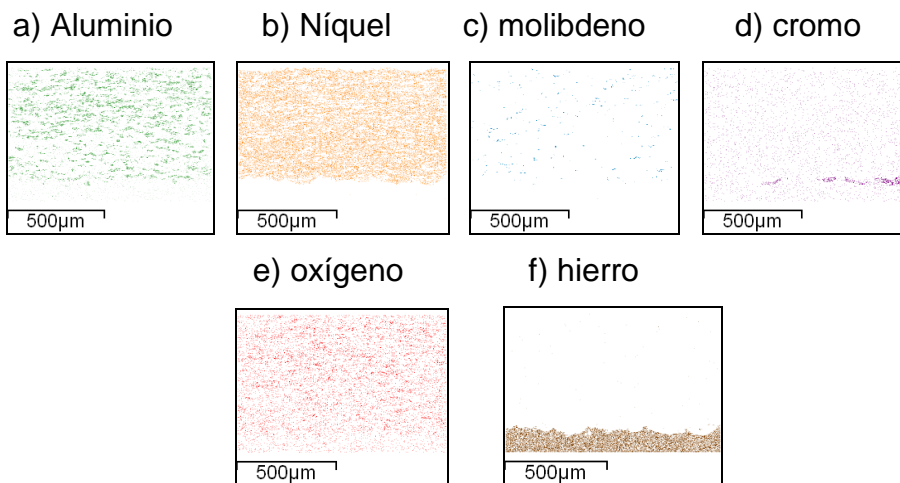 a) Aluminio
b) Níquel
c) molibdeno
d) cromo
500µm
500µm
500µm
500µm
e) oxígeno
f) hierro
500µm
500µm